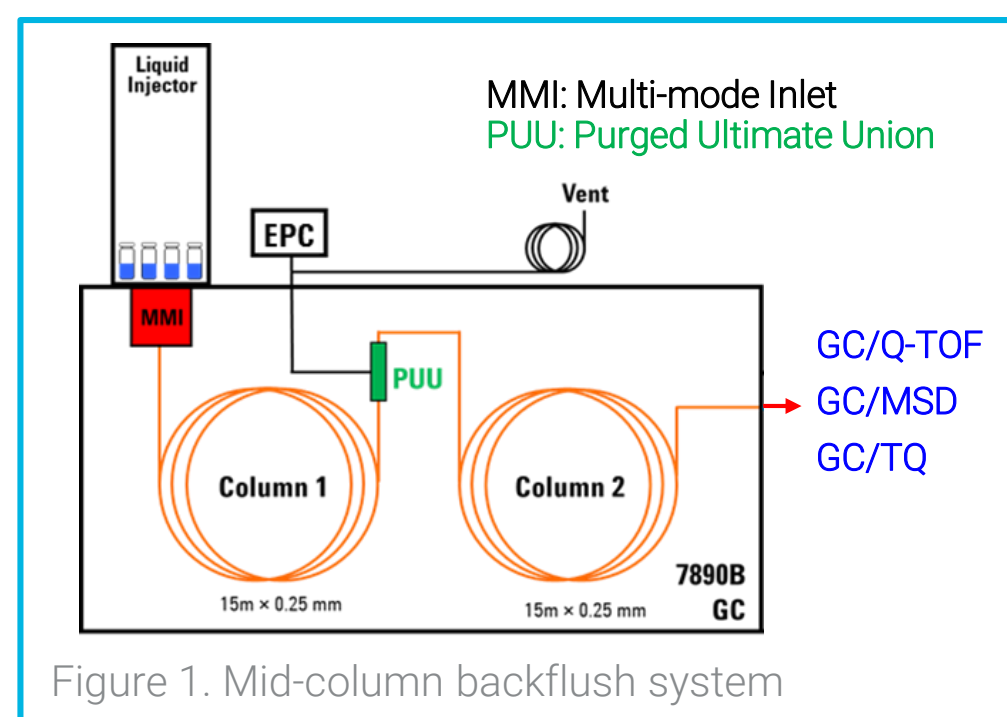 Liquid
Injector
MMI: Multi-mode Inlet
PUU: Purged Ultimate Union
Vent
EPC
MMI
PUU
GC/Q-TOF
GC/MSD
GC/TQ
Column 1
Column 2
15m × 0.25 mm
15m × 0.25 mm
7890B
GC
Figure 1. Mid-column backflush system